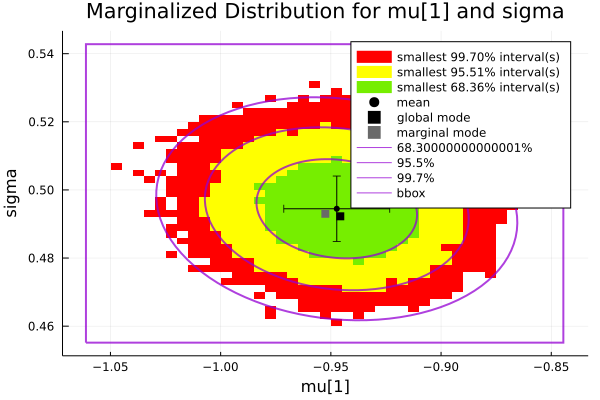 Marginalized Distribution for mu[1] and sigma
smallest 99.70% interval(s)
smallest 95.51% interval(s)
smallest 68.36% interval(s)
mean
global mode
marginal mode
68.30000000000001%
95.5%
99.7%
bbox
0.54
0.52
0.50
0.48
0.46
sigma
−1.05
−1.00
−0.95
−0.90
−0.85
mu[1]